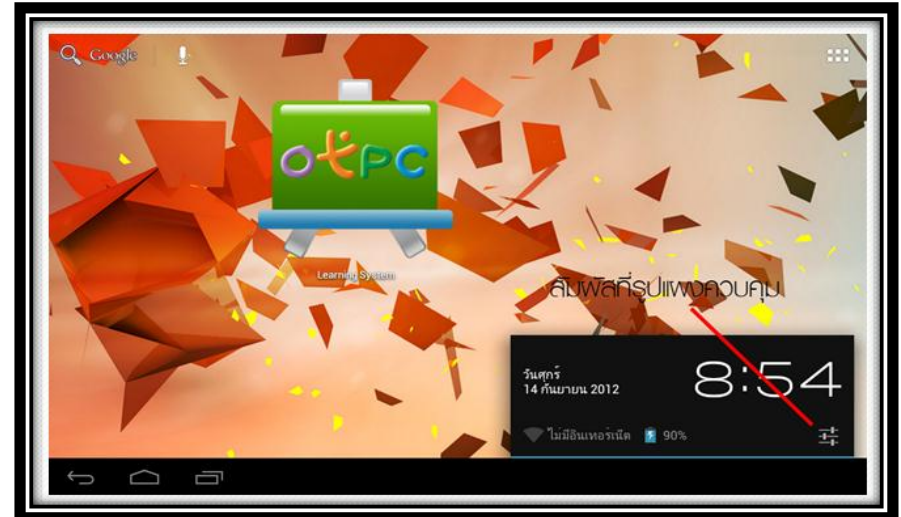 Google
otpc
Learning System
สัมผัสที่รูปแผงควบคุม
วันศุกร์
14 กันยายน 2012
8:54
ไม่มีอินเทอร์เน็ต 90%